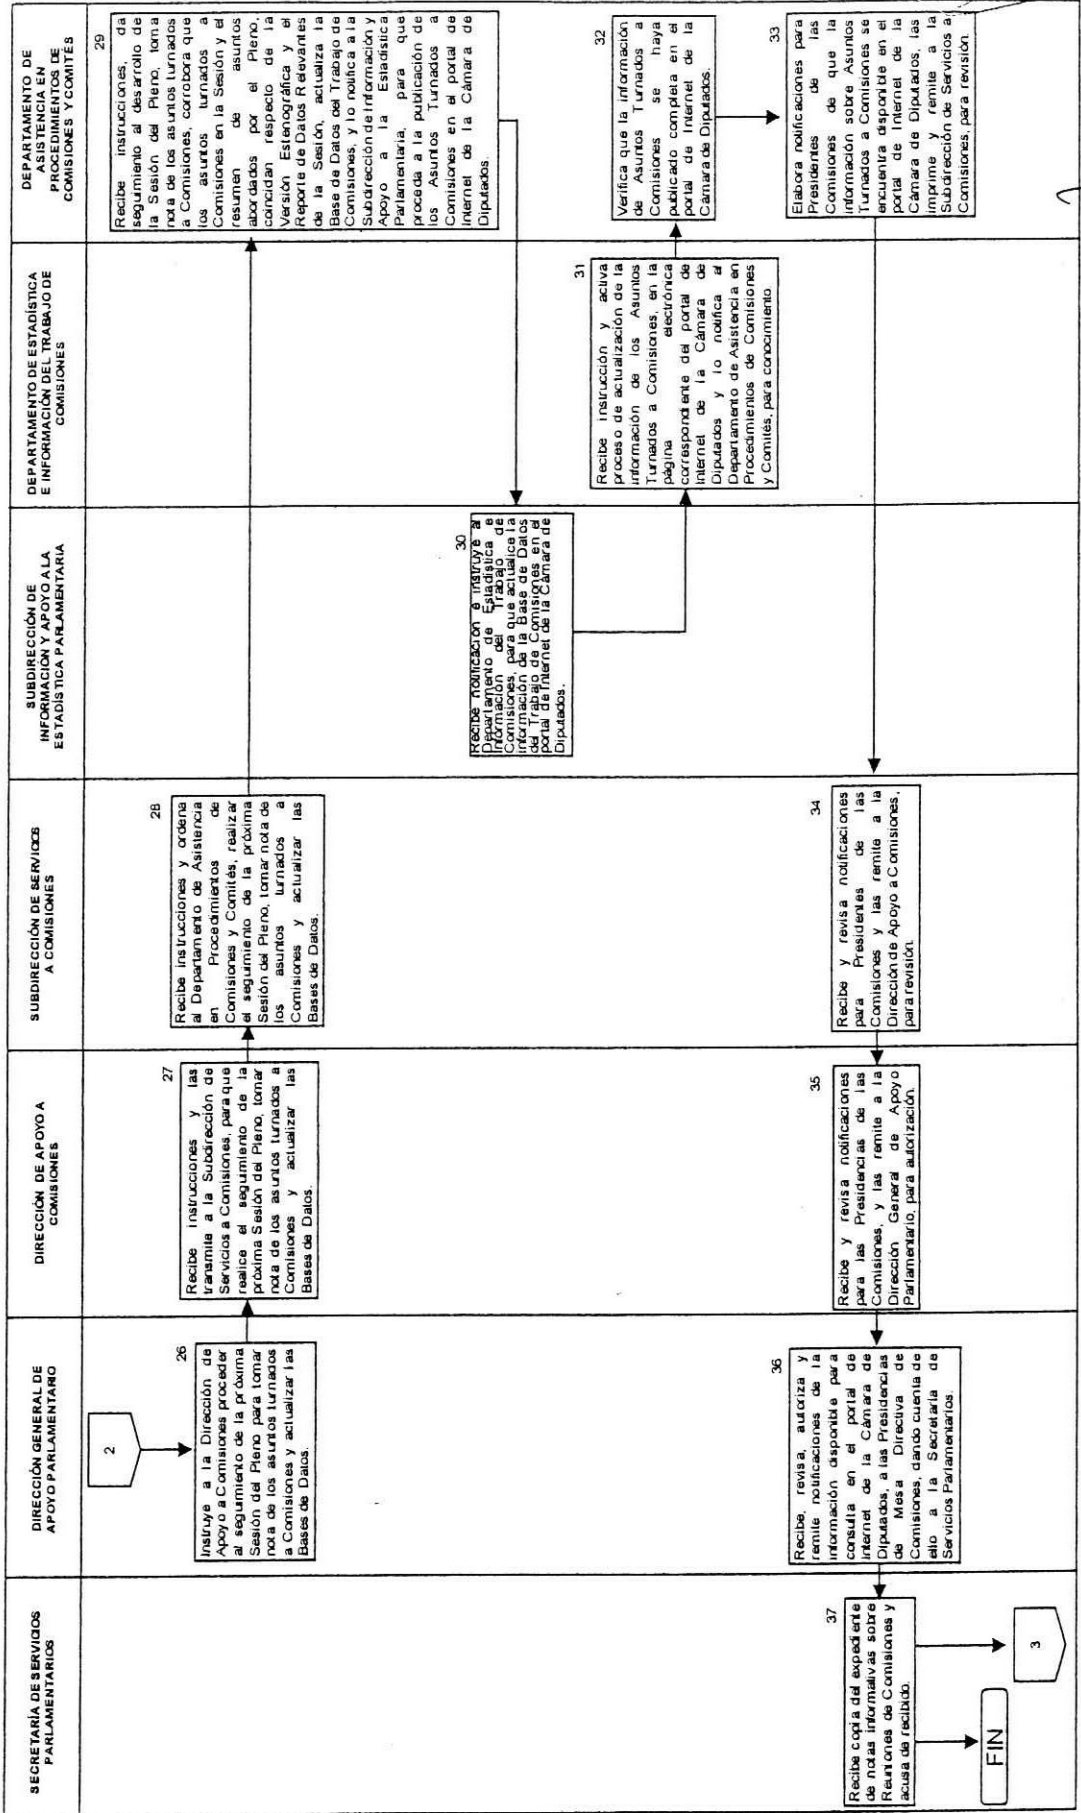 SECRETARÍA DE SERVICIOS
PARLAMENTARIOS
DIRECCIÓN GENERAL DE
APOYO PARLAMENTARIO
DIRECCIÓN DE APOYO A
COMISIONES
SUBDIRECCIÓN DE SERVICIOS
A COMISIONES
SUBDIRECCIÓN DE
INFORMACIÓN Y APOYO A LA
ESTADÍSTICA PARLAMENTARIA
DEPARTAMENTO DE ESTADÍSTICA
E INFORMACIÓN DEL TRABAJO DE
COMISIONES
DEPARTAMENTO DE
ASISTENCIA EN
PROCEDIMIENTOS DE
COMISIONES Y COMITÉS
2
26
Instruye a la Dirección de
Apoyo a Comisiones proceder
al seguimiento de la próxima
Sesión del Pleno para tomar
nota de los asuntos turnados
a Comisiones y actualizar las
Bases de Datos.
27
Recibe instrucciones y las
transmite a la Subdirección de
Servicios a Comisiones, para que
realice el seguimiento de la
próxima Sesión del Pleno, tomar
nota de los asuntos turnados a
Comisiones y actualizar las
Bases de Datos.
28
Recibe instrucciones y ordena
al Departamento de Asistencia
en Procedimientos de
Comisiones y Comités, realizar
el seguimiento de la próxima
Sesión del Pleno, tomar nota de
los asuntos turnados a
Comisiones y actualizar las
Bases de Datos.
29
Recibe instrucciones, da
seguimiento al desarrollo de
la Sesión del Pleno, toma
nota de los asuntos turnados
a Comisiones, corrobora que
los asuntos turnados a
Comisiones en la Sesión y el
resumen de asuntos
abordados por el Pleno,
coincidan respecto de la
Versión Estenográfica y el
Reporte de Datos Relevantes
de la Sesión, actualiza la
Base de Datos del Trabajo de
Comisiones, y lo notifica a la
Subdirección de Información y
Apoyo a la Estadística
Parlamentaria, para que
proceda a la publicación de
los Asuntos Turnados a
Comisiones en el portal de
Internet de la Cámara de
Diputados.
30
Recibe notificación e instruye al
Departamento de Estadística e
Información del Trabajo de
Comisiones, para que actualice la
información de la Base de Datos
del Trabajo de Comisiones en el
portal de Internet de la Cámara de
Diputados.
31
Recibe instrucción y activa
proceso de actualización de la
información de los Asuntos
Turnados a Comisiones, en la
página electrónica
correspondiente del portal de
Internet de la Cámara de
Diputados y lo notifica al
Departamento de Asistencia en
Procedimientos de Comisiones
y Comités, para conocimiento.
32
Verifica que la información
de Asuntos Turnados a
Comisiones se haya
publicado completa en el
portal de Internet de la
Cámara de Diputados.
33
Elabora notificaciones para
Presidentes de las
Comisiones de que la
información sobre Asuntos
Turnados a Comisiones se
encuentra disponible en el
portal de Internet de la
Cámara de Diputados, las
imprime y remite a la
Subdirección de Servicios a
Comisiones, para revisión.
34
Recibe y revisa notificaciones
para Presidentes de las
Comisiones y las remite a la
Dirección de Apoyo a Comisiones,
para revisión.
35
Recibe y revisa notificaciones
para las Presidencias de las
Comisiones, y las remite a la
Dirección General de Apoyo
Parlamentario, para autorización.
36
Recibe, revisa, autoriza y
remite notificaciones de la
información disponible para
consulta en el portal de
Internet de la Cámara de
Diputados, a las Presidencias
de Mesa Directiva de
Comisiones, dando cuenta de
ello a la Secretaría de
Servicios Parlamentarios.
37
Recibe copia del expediente
de notas informativas sobre
Reuniones de Comisiones y
acusa de recibido.
FIN
3